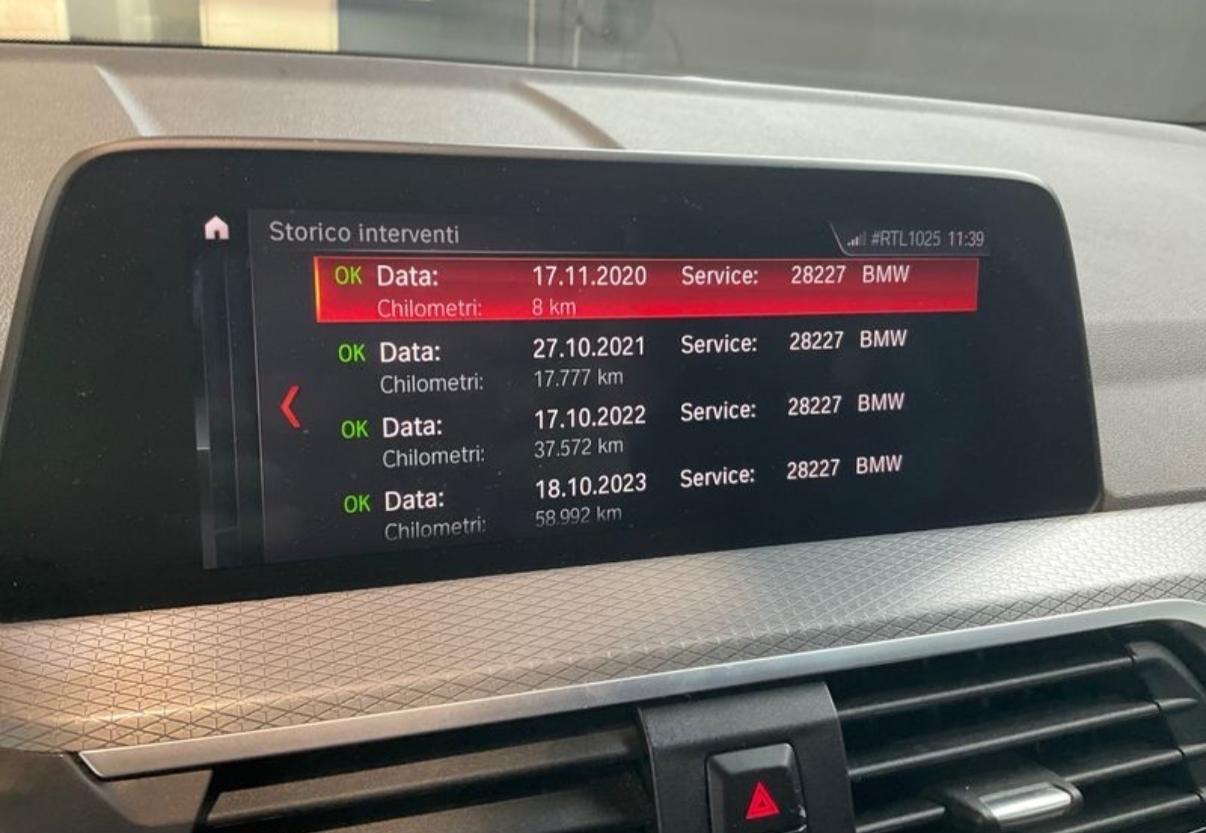 Storico interventi
#RTL1025 11:39
OK Data: 17.11.2020 Service: 28227 BMW
Chilometri: 8 km
OK Data: 27.10.2021 Service: 28227 BMW
Chilometri: 17.777 km
OK Data: 17.10.2022 Service: 28227 BMW
Chilometri: 37.572 km
OK Data: 18.10.2023 Service: 28227 BMW
Chilometri: 58.992 km